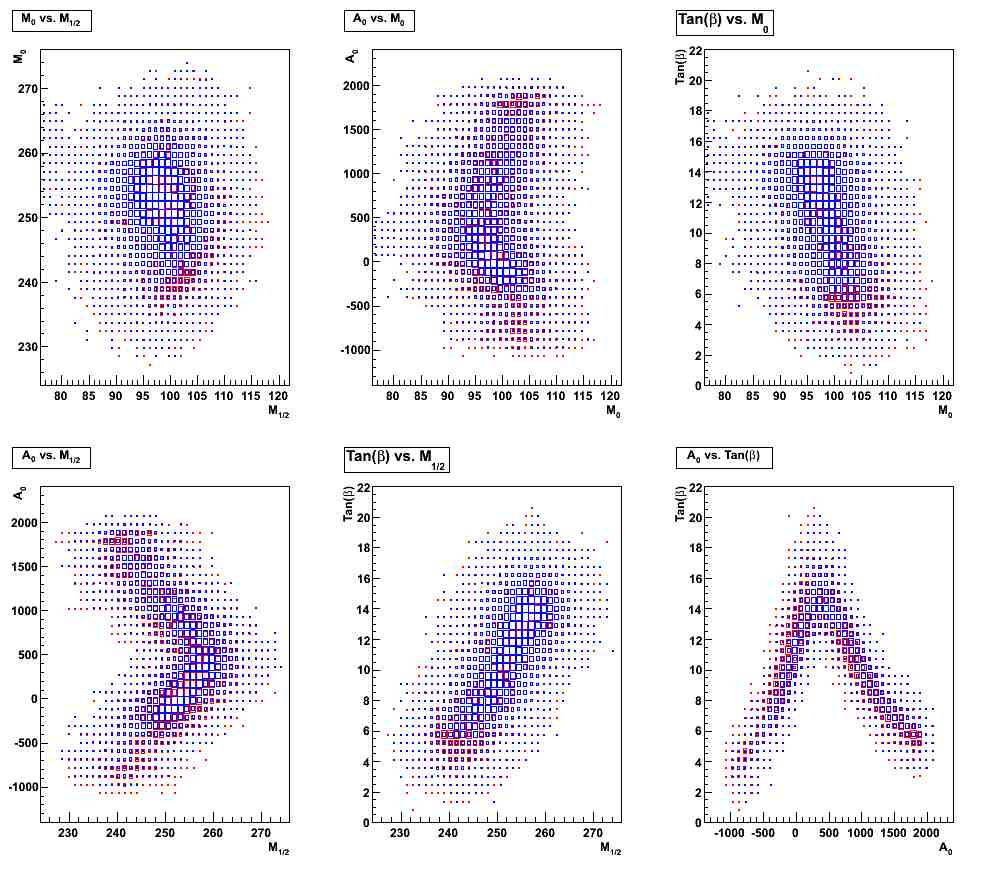 M0 vs. M1/2
M0
270
260
250
240
230
80 85 90 95 100 105 110 115 120
M1/2
A0 vs. M0
A0
2000
1500
1000
500
0
-500
-1000
80 85 90 95 100 105 110 115 120
M0
Tan(β) vs. M0
Tan(β)
22
20
18
16
14
12
10
8
6
4
2
0
80 85 90 95 100 105 110 115 120
M0
A0 vs. M1/2
A0
2000
1500
1000
500
0
-500
-1000
230 240 250 260 270
M1/2
Tan(β) vs. M1/2
Tan(β)
22
20
18
16
14
12
10
8
6
4
2
0
230 240 250 260 270
M1/2
A0 vs. Tan(β)
Tan(β)
22
20
18
16
14
12
10
8
6
4
2
0
-1000 -500 0 500 1000 1500 2000
A0